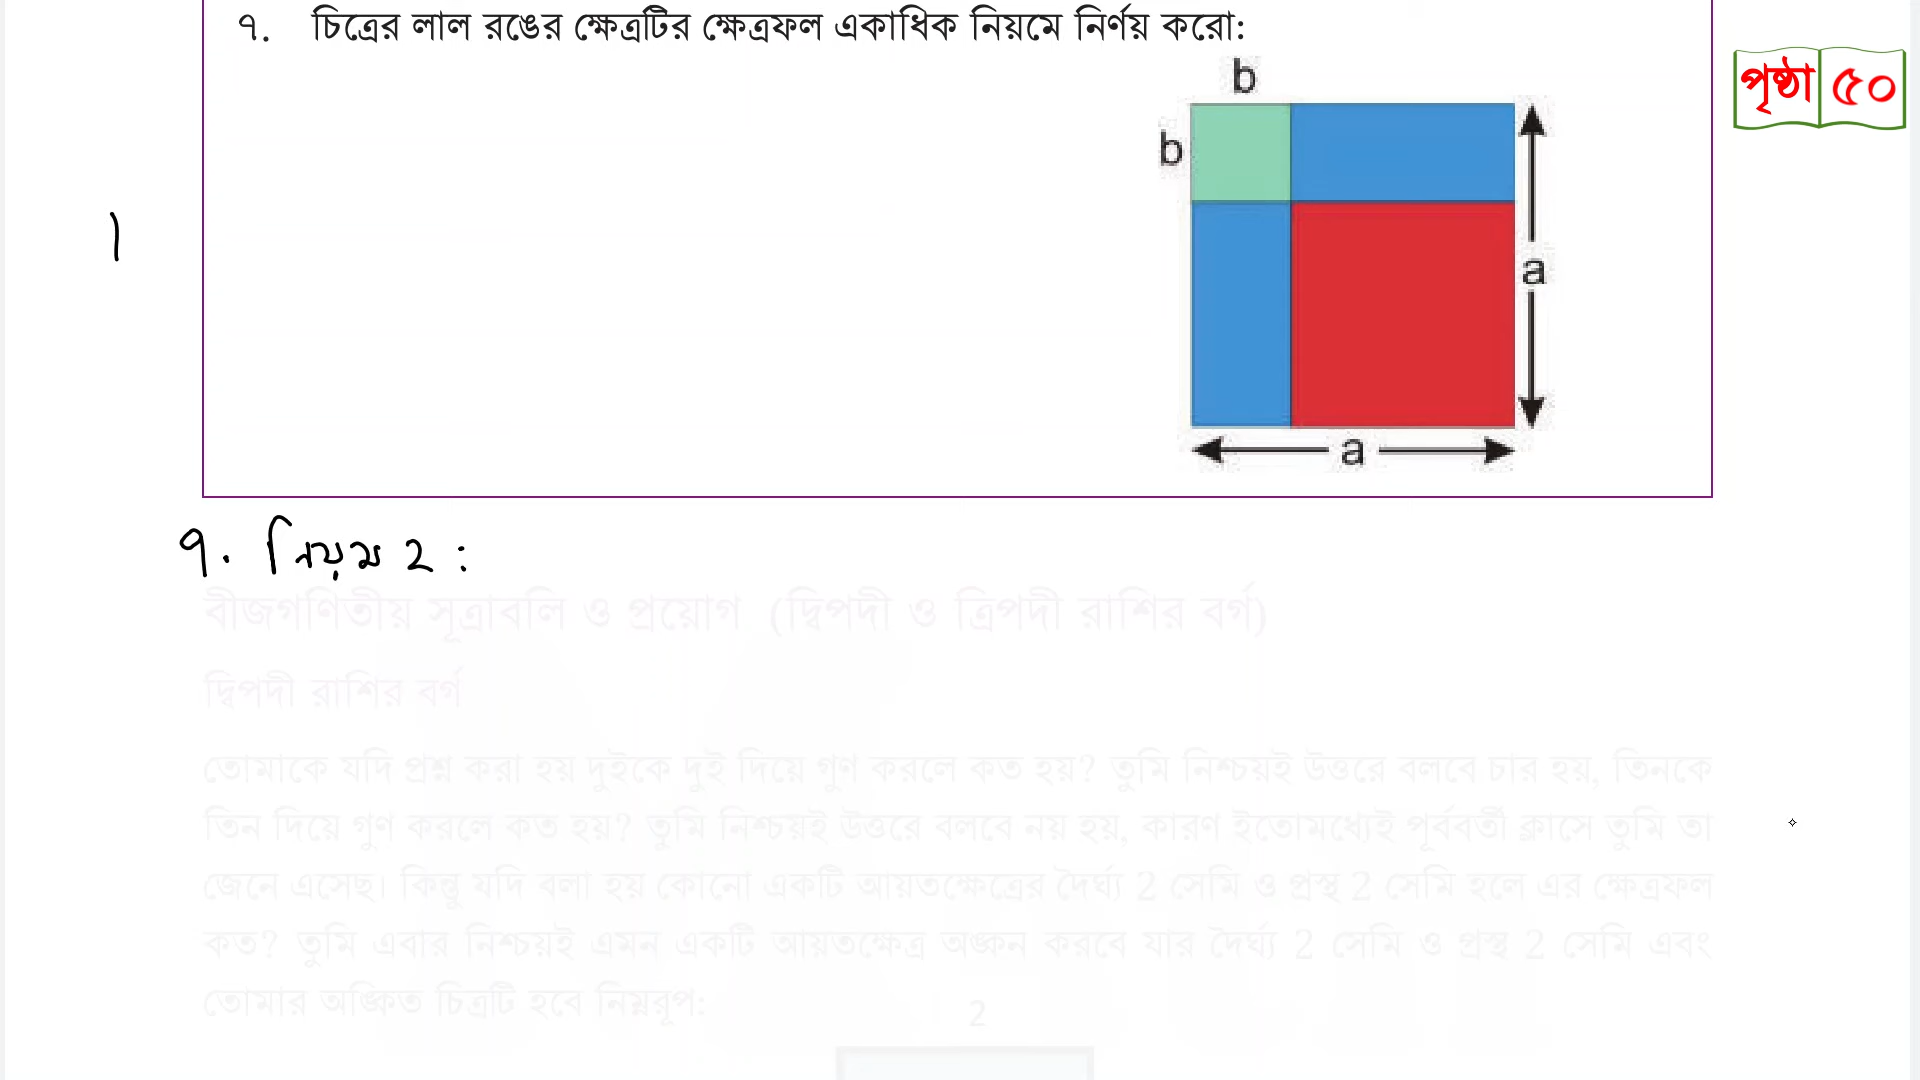 ৭. চিত্রের লাল রঙের ক্ষেত্রটির ক্ষেত্রফল একাধিক নিয়মে নির্ণয় করো:
পৃষ্ঠা ৫০
b
b
a
a
৭. নিয়ম ২ :
বীজগণিতীয় সূত্রাবলি ও প্রয়োগ (দ্বিপদী ও ত্রিপদী রাশির বর্গ)
দ্বিপদী রাশির বর্গ
তোমাকে যদি প্রশ্ন করা হয় দুইকে দুই দিয়ে গুণ করলে কত হয়? তুমি নিশ্চয়ই উত্তরে বলবে চার হয়, তিনকে
তিন দিয়ে গুণ করলে কত হয়? তুমি নিশ্চয়ই উত্তরে বলবে নয় হয়, কারণ ইতোমধ্যেই পূর্ববর্তী ক্লাসে তুমি তা
জেনে এসেছ। কিন্তু যদি বলা হয় কোনো একটি আয়তক্ষেত্রের দৈর্ঘ্য 2 সেমি ও প্রস্থ 2 সেমি হলে এর ক্ষেত্রফল
কত? তুমি এবার নিশ্চয়ই এমন একটি আয়তক্ষেত্র অঙ্কন করবে যার দৈর্ঘ্য 2 সেমি ও প্রস্থ 2 সেমি এবং
তোমার অঙ্কিত চিত্রটি হবে নিম্নরূপ:
2